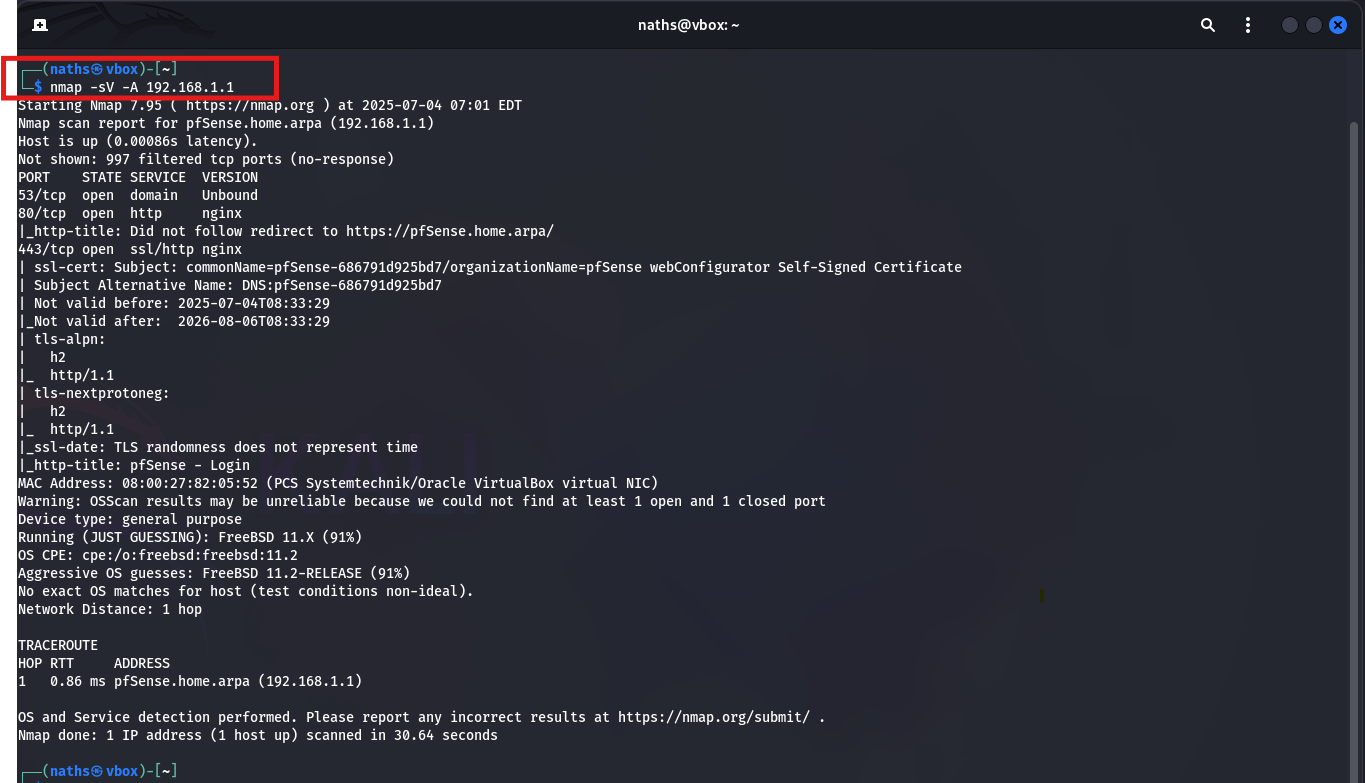 naths@vbox: ~
┌──(naths㉿vbox)-[~]
└─$ nmap -sV -A 192.168.1.1
Starting Nmap 7.95 ( https://nmap.org ) at 2025-07-04 07:01 EDT
Nmap scan report for pfSense.home.arpa (192.168.1.1)
Host is up (0.00086s latency).
Not shown: 997 filtered tcp ports (no-response)
PORT    STATE SERVICE  VERSION
53/tcp  open  domain   Unbound
80/tcp  open  http     nginx
|_http-title: Did not follow redirect to https://pfSense.home.arpa/
443/tcp open  ssl/http nginx
| ssl-cert: Subject: commonName=pfSense-686791d925bd7/organizationName=pfSense webConfigurator Self-Signed Certificate
| Subject Alternative Name: DNS:pfSense-686791d925bd7
| Not valid before: 2025-07-04T08:33:29
|_Not valid after:  2026-08-06T08:33:29
| tls-alpn:
|   h2
|_  http/1.1
| tls-nextprotoneg:
|   h2
|_  http/1.1
|_ssl-date: TLS randomness does not represent time
|_http-title: pfSense - Login
MAC Address: 08:00:27:82:05:52 (PCS Systemtechnik/Oracle VirtualBox virtual NIC)
Warning: OSScan results may be unreliable because we could not find at least 1 open and 1 closed port
Device type: general purpose
Running (JUST GUESSING): FreeBSD 11.X (91%)
OS CPE: cpe:/o:freebsd:freebsd:11.2
Aggressive OS guesses: FreeBSD 11.2-RELEASE (91%)
No exact OS matches for host (test conditions non-ideal).
Network Distance: 1 hop
TRACEROUTE
HOP RTT     ADDRESS
1   0.86 ms pfSense.home.arpa (192.168.1.1)
OS and Service detection performed. Please report any incorrect results at https://nmap.org/submit/ .
Nmap done: 1 IP address (1 host up) scanned in 30.64 seconds
┌──(naths㉿vbox)-[~]